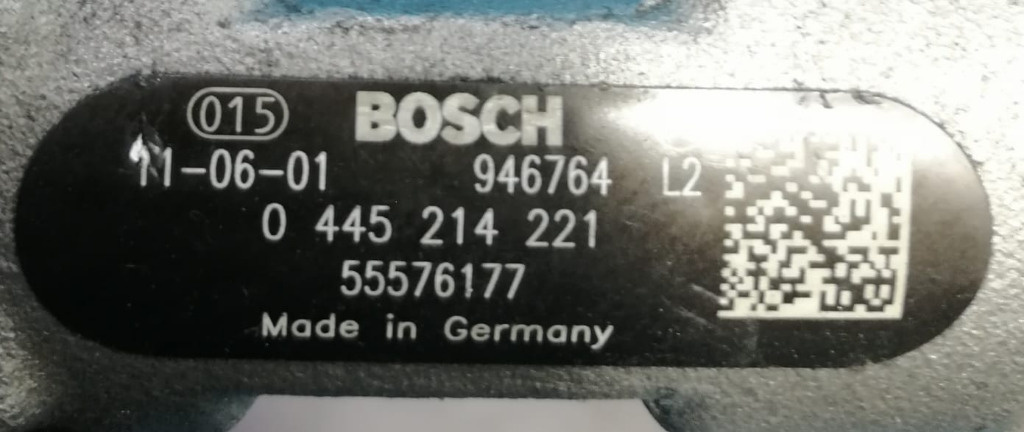 015 BOSCH
11-06-01 946764 L2
0 445 214 221
55576177
Made in Germany